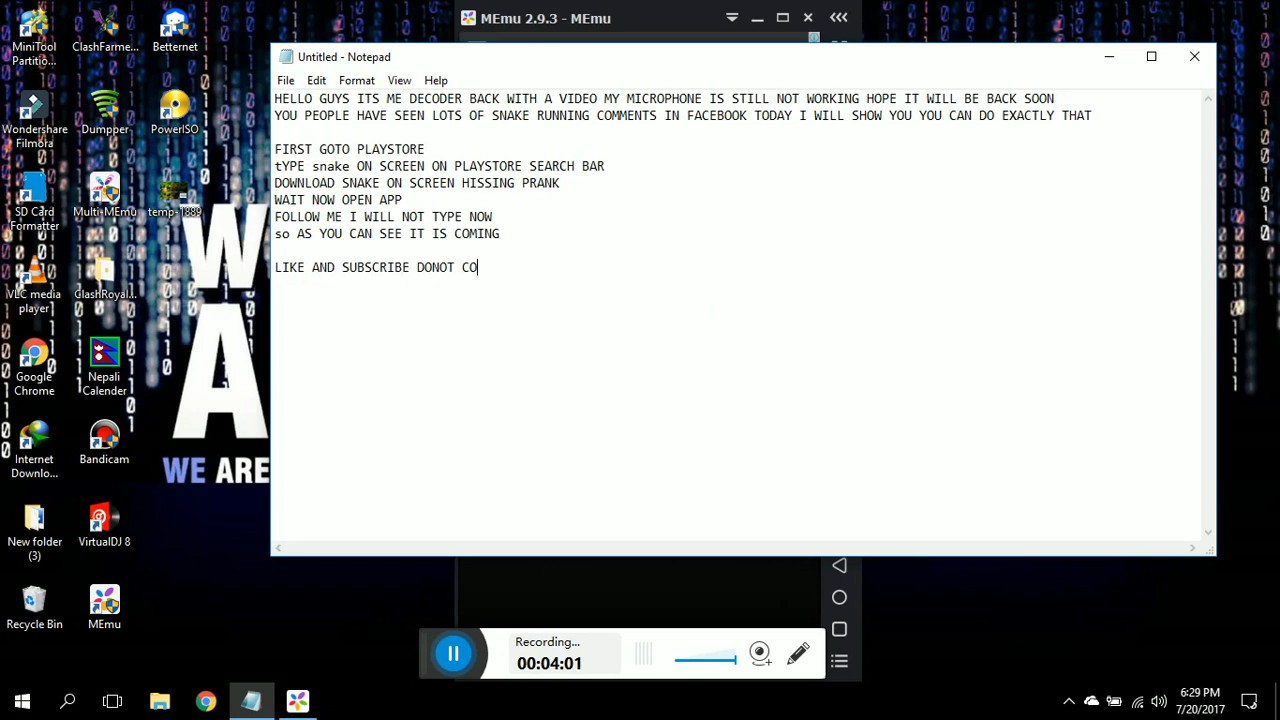 MEmu 2.9.3 - MEmu
Untitled - Notepad
File Edit Format View Help
HELLO GUYS ITS ME DECODER BACK WITH A VIDEO MY MICROPHONE IS STILL NOT WORKING HOPE IT WILL BE BACK SOON
YOU PEOPLE HAVE SEEN LOTS OF SNAKE RUNNING COMMENTS IN FACEBOOK TODAY I WILL SHOW YOU YOU CAN DO EXACTLY THAT
FIRST GOTO PLAYSTORE
tYPE snake ON SCREEN ON PLAYSTORE SEARCH BAR
DOWNLOAD SNAKE ON SCREEN HISSING PRANK
WAIT NOW OPEN APP
FOLLOW ME I WILL NOT TYPE NOW
so AS YOU CAN SEE IT IS COMING
LIKE AND SUBSCRIBE DONOT CO
MiniTool
Partitio...
ClashFarme...
Betternet
Wondershare
Filmora
Dumpper
PowerISO
SD Card
Formatter
Multi-MEmu
temp-1889
VLC media
player
ClashRoyal...
Google
Chrome
Nepali
Calender
Internet
Downlo...
Bandicam
New folder
(3)
VirtualDJ 8
Recycle Bin
MEmu
W
A
WE ARE
Recording...
00:04:01
6:29 PM
7/20/2017